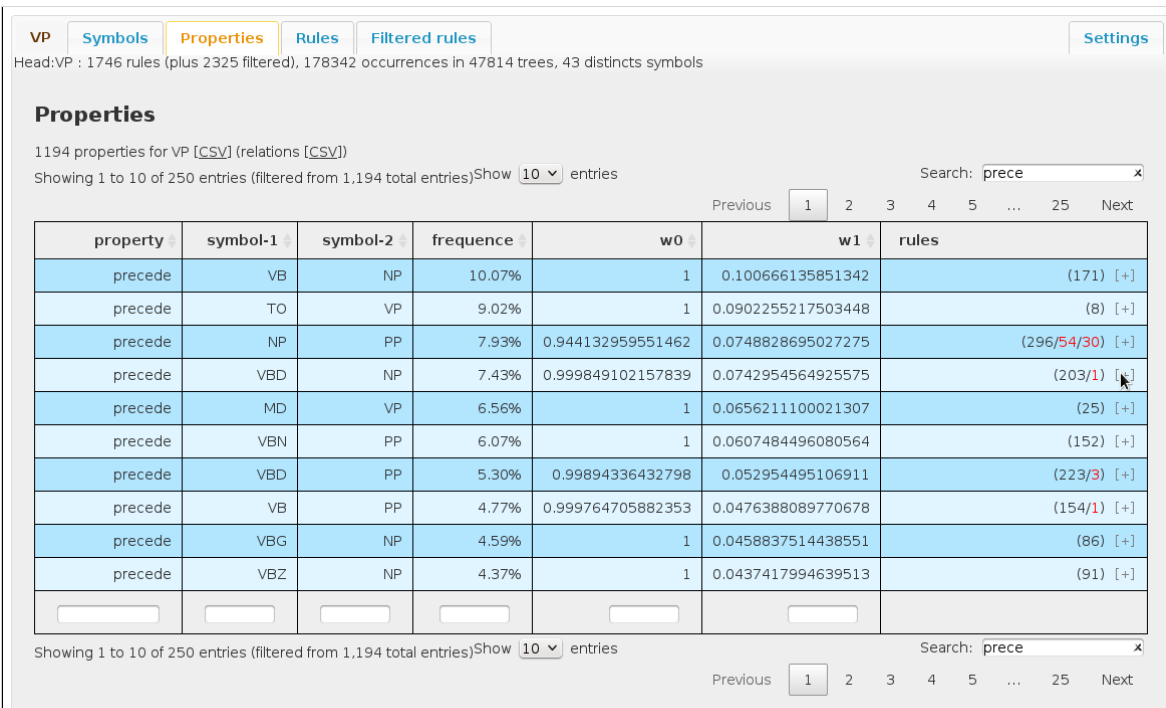 VP Symbols Properties Rules Filtered rules Settings
Head:VP : 1746 rules (plus 2325 filtered), 178342 occurrences in 47814 trees, 43 distincts symbols
Properties
1194 properties for VP [CSV] (relations [CSV])
Showing 1 to 10 of 250 entries (filtered from 1,194 total entries) Show 10 entries Search: prece
Previous 1 2 3 4 5 ... 25 Next
property symbol-1 symbol-2 frequence w0 w1 rules
precede VB NP 10.07% 1 0.100666135851342 (171) [+]
precede TO VP 9.02% 1 0.0902255217503448 (8) [+]
precede NP PP 7.93% 0.944132959551462 0.0748828695027275 (296/54/30) [+]
precede VBD NP 7.43% 0.999849102157839 0.0742954564925575 (203/1) [+]
precede MD VP 6.56% 1 0.0656211100021307 (25) [+]
precede VBN PP 6.07% 1 0.0607484496080564 (152) [+]
precede VBD PP 5.30% 0.99894336432798 0.052954495106911 (223/3) [+]
precede VB PP 4.77% 0.999764705882353 0.0476388089770678 (154/1) [+]
precede VBG NP 4.59% 1 0.0458837514438551 (86) [+]
precede VBZ NP 4.37% 1 0.0437417994639513 (91) [+]
Showing 1 to 10 of 250 entries (filtered from 1,194 total entries) Show 10 entries Search: prece
Previous 1 2 3 4 5 ... 25 Next